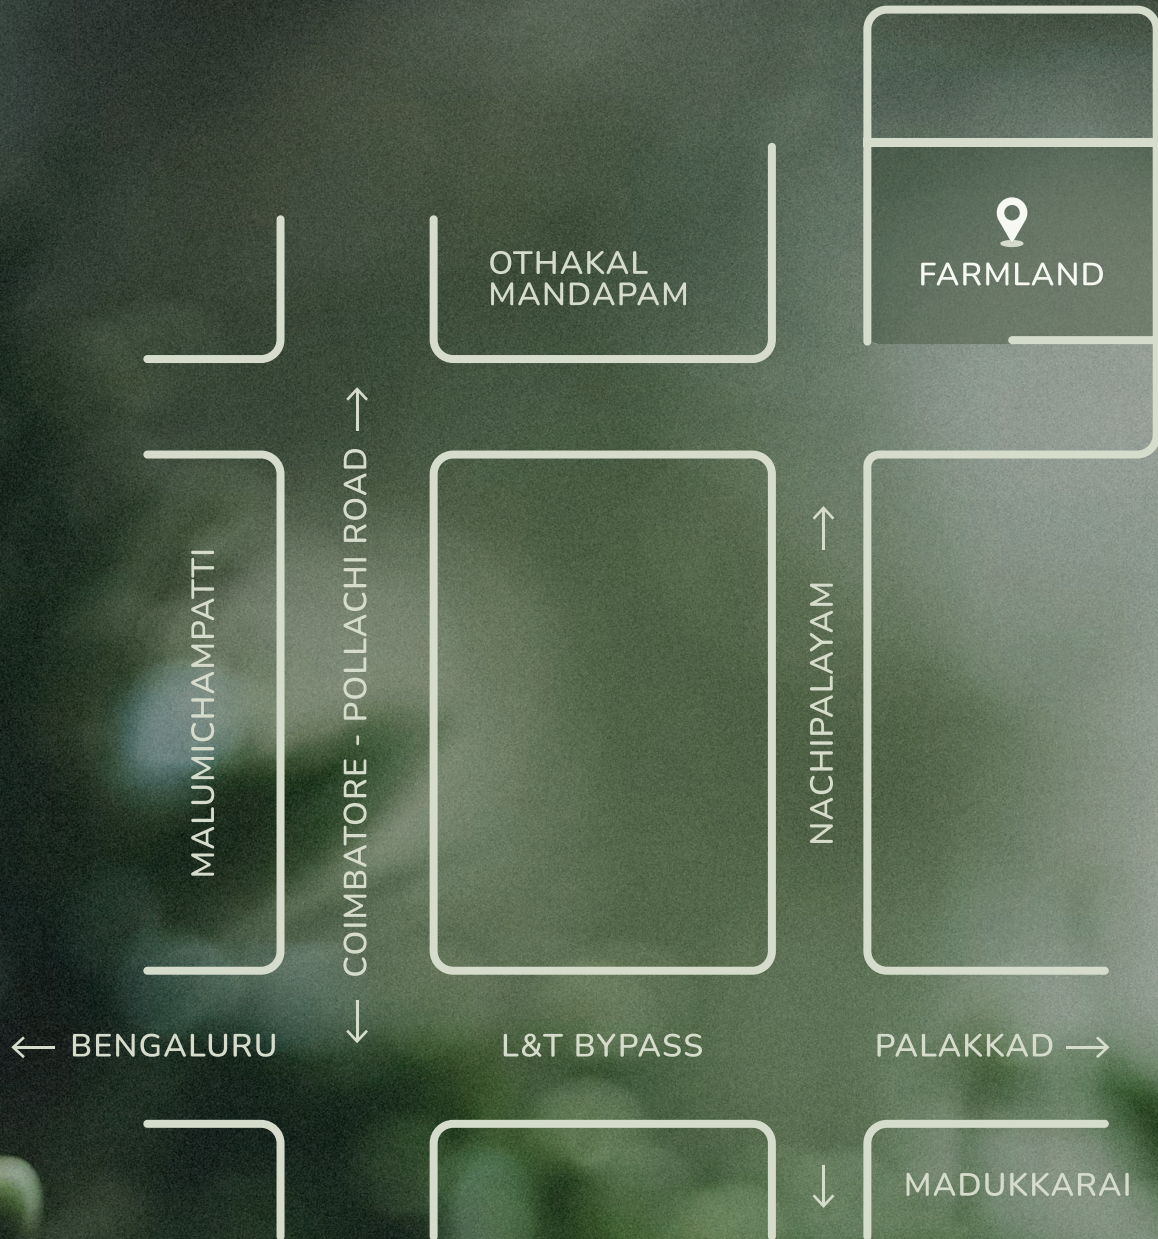 OTHAKAL
MANDAPAM
FARMLAND
MALUMICHAMPATTI
COIMBATORE - POLLACHI ROAD
NACHIPALAYAM
BENGALURU
L&T BYPASS
PALAKKAD
MADUKKARAI